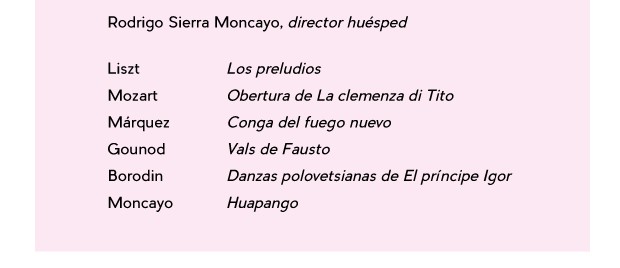 Rodrigo Sierra Moncayo, director huésped
Liszt Los preludios
Mozart Obertura de La clemenza di Tito
Márquez Conga del fuego nuevo
Gounod Vals de Fausto
Borodin Danzas polovetsianas de El príncipe Igor
Moncayo Huapango